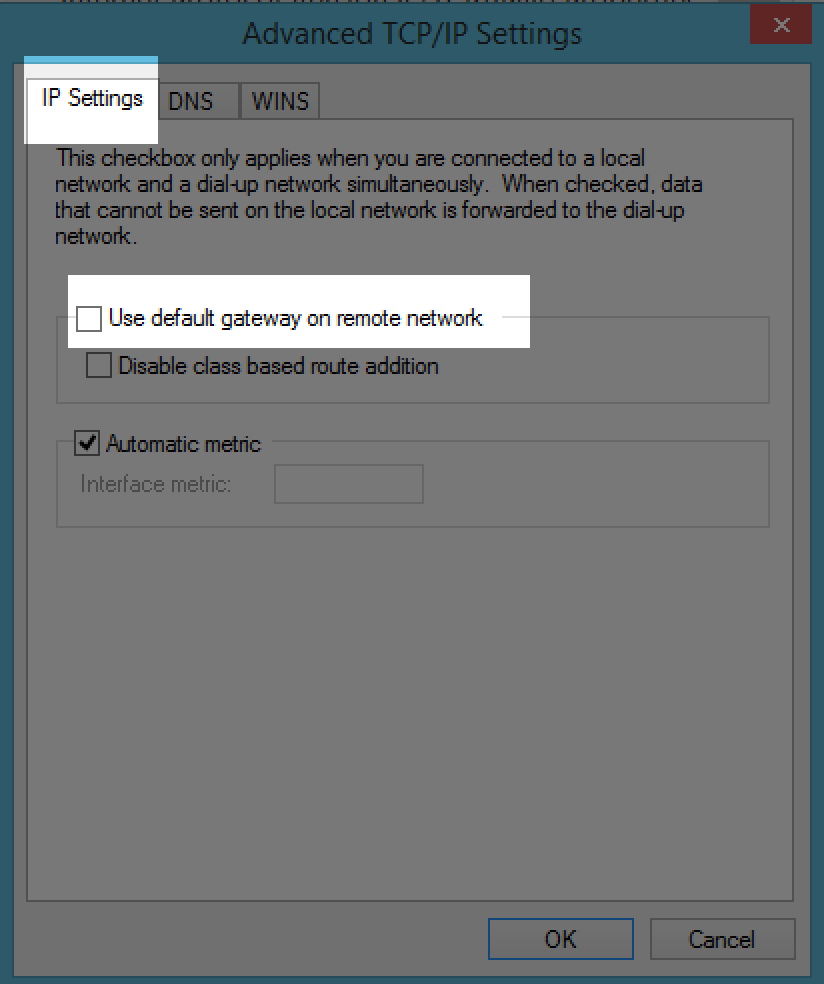 Advanced TCP/IP Settings
IP Settings DNS WINS
This checkbox only applies when you are connected to a local
network and a dial-up network simultaneously. When checked, data
that cannot be sent on the local network is forwarded to the dial-up
network.
Use default gateway on remote network
Disable class based route addition
Automatic metric
Interface metric:
OK Cancel